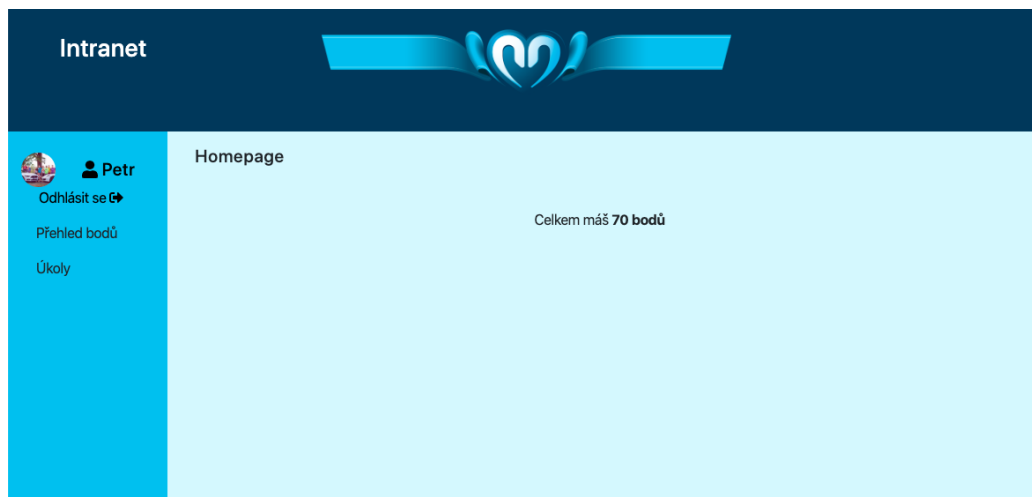 Intranet
Petr
Odhlásit se
Přehled bodů
Úkoly
Homepage
Celkem máš 70 bodů